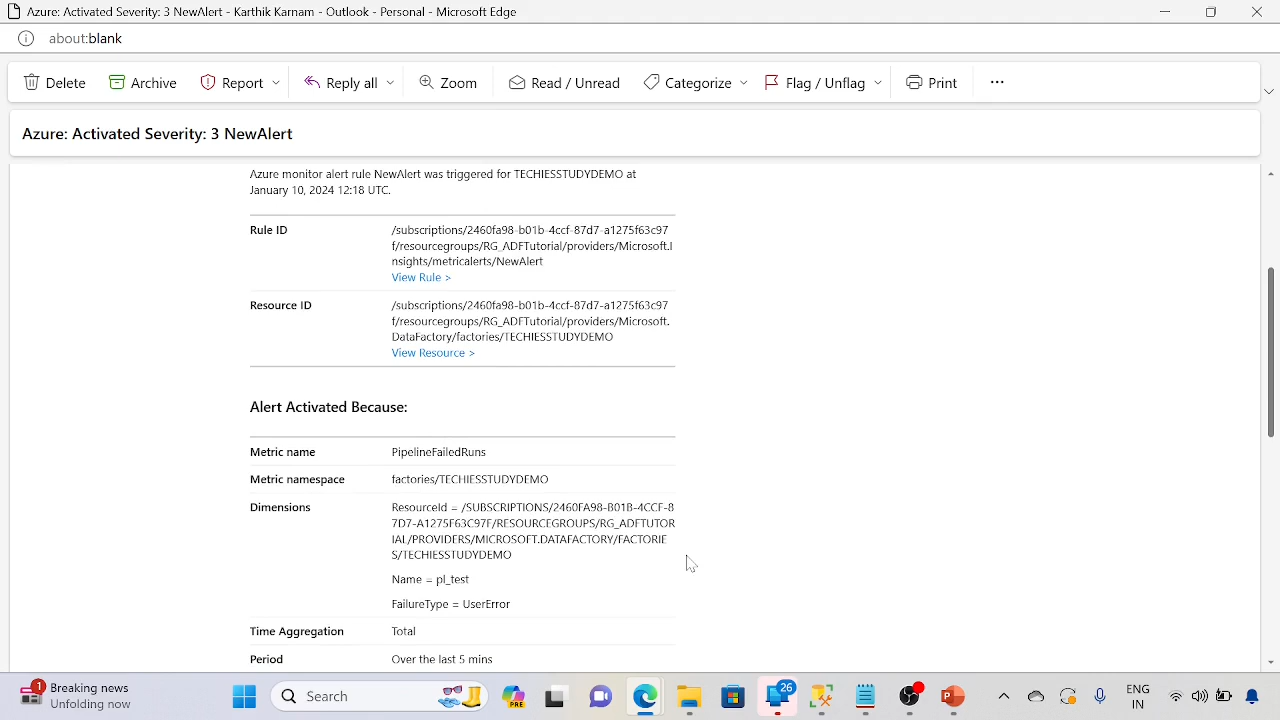 Azure: Activated Severity: 3 NewAlert - Karthik Karnam - Outlook - Personal - Microsoft Edge
about:blank
Delete Archive Report Reply all Zoom Read / Unread Categorize Flag / Unflag Print ...
Azure: Activated Severity: 3 NewAlert
Azure monitor alert rule NewAlert was triggered for TECHIESSTUDYDEMO at
January 10, 2024 12:18 UTC.
Rule ID /subscriptions/2460fa98-b01b-4ccf-87d7-a1275f63c97
f/resourcegroups/RG_ADFTutorial/providers/Microsoft.I
nsights/metricalerts/NewAlert
View Rule >
Resource ID /subscriptions/2460fa98-b01b-4ccf-87d7-a1275f63c97
f/resourcegroups/RG_ADFTutorial/providers/Microsoft.
DataFactory/factories/TECHIESSTUDYDEMO
View Resource >
Alert Activated Because:
Metric name PipelineFailedRuns
Metric namespace factories/TECHIESSTUDYDEMO
Dimensions ResourceId = /SUBSCRIPTIONS/2460FA98-B01B-4CCF-8
7D7-A1275F63C97F/RESOURCEGROUPS/RG_ADFTUTOR
IAL/PROVIDERS/MICROSOFT.DATAFACTORY/FACTORIE
S/TECHIESSTUDYDEMO
Name = pl_test
FailureType = UserError
Time Aggregation Total
Period Over the last 5 mins
1 Breaking news
Unfolding now
Search
PRE
26
ENG
IN